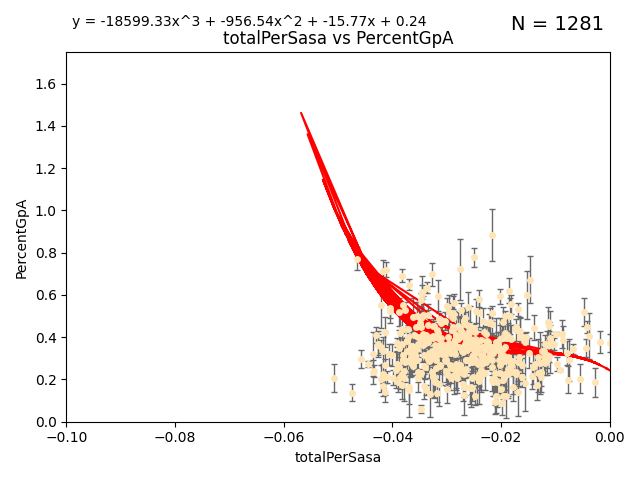 y = -18599.33x^3 + -956.54x^2 + -15.77x + 0.24
N = 1281
totalPerSasa vs PercentGpA
1.6
1.4
1.2
1.0
0.8
0.6
0.4
0.2
0.0
PercentGpA
−0.10 −0.08 −0.06 −0.04 −0.02 0.00
totalPerSasa